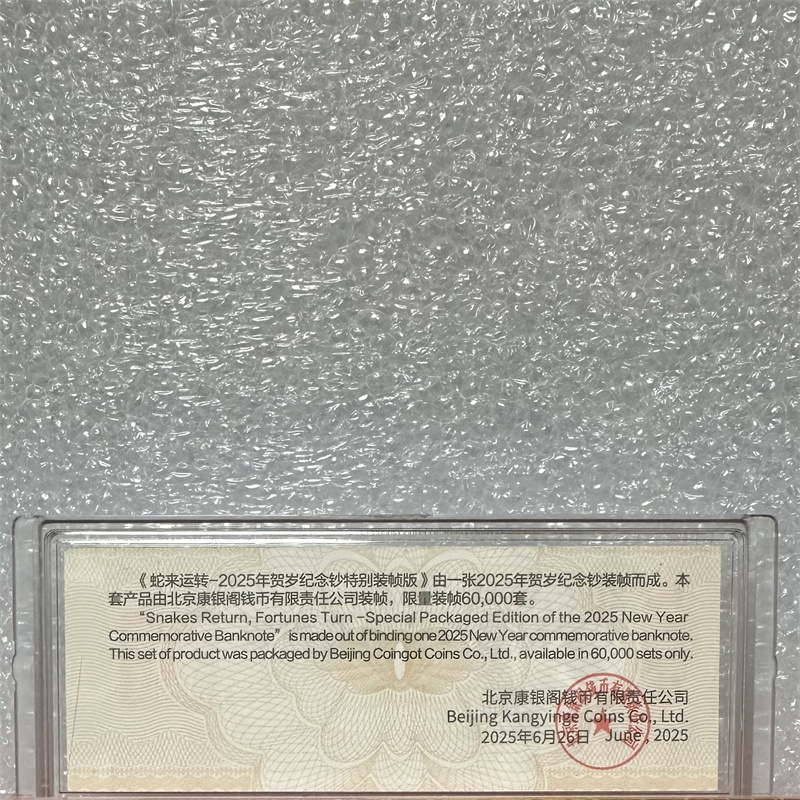 《蛇来运转-2025年贺岁纪念钞特别装帧版》由一张2025年贺岁纪念钞装帧而成。本
套产品由北京康银阁钱币有限责任公司装帧，限量装帧60,000套。
“Snakes Return, Fortunes Turn -Special Packaged Edition of the 2025 New Year
Commemorative Banknote” is made out of binding one 2025 New Year commemorative banknote.
This set of product was packaged by Beijing Coingot Coins Co., Ltd., available in 60,000 sets only.
北京康银阁钱币有限责任公司
Beijing Kangyinge Coins Co., Ltd.
2025年6月26日 June , 2025